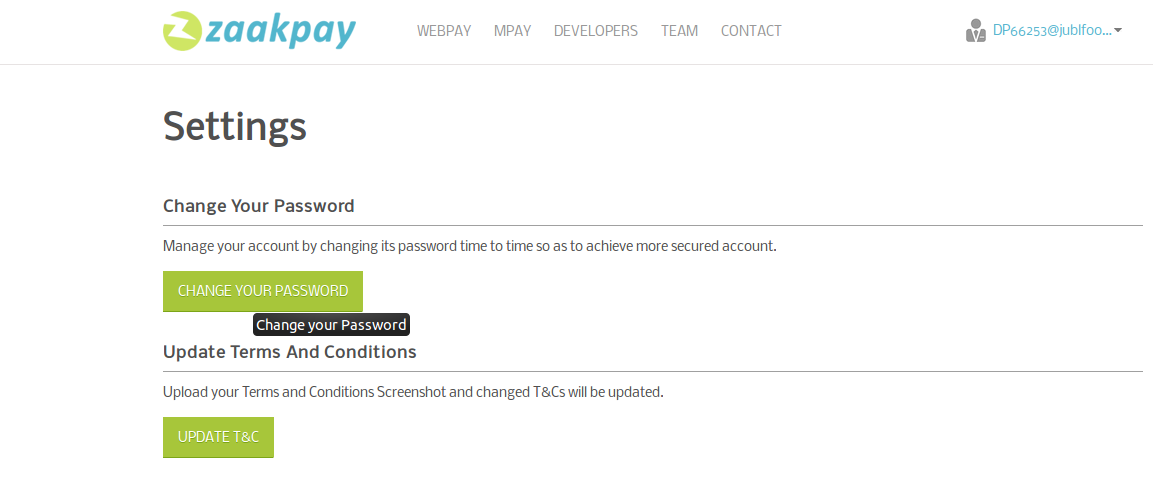 zaakpay
WEBPAY MPAY DEVELOPERS TEAM CONTACT DP66253@jublfoo...
Settings
Change Your Password
Manage your account by changing its password time to time so as to achieve more secured account.
CHANGE YOUR PASSWORD
Change your Password
Update Terms And Conditions
Upload your Terms and Conditions Screenshot and changed T&Cs will be updated.
UPDATE T&C